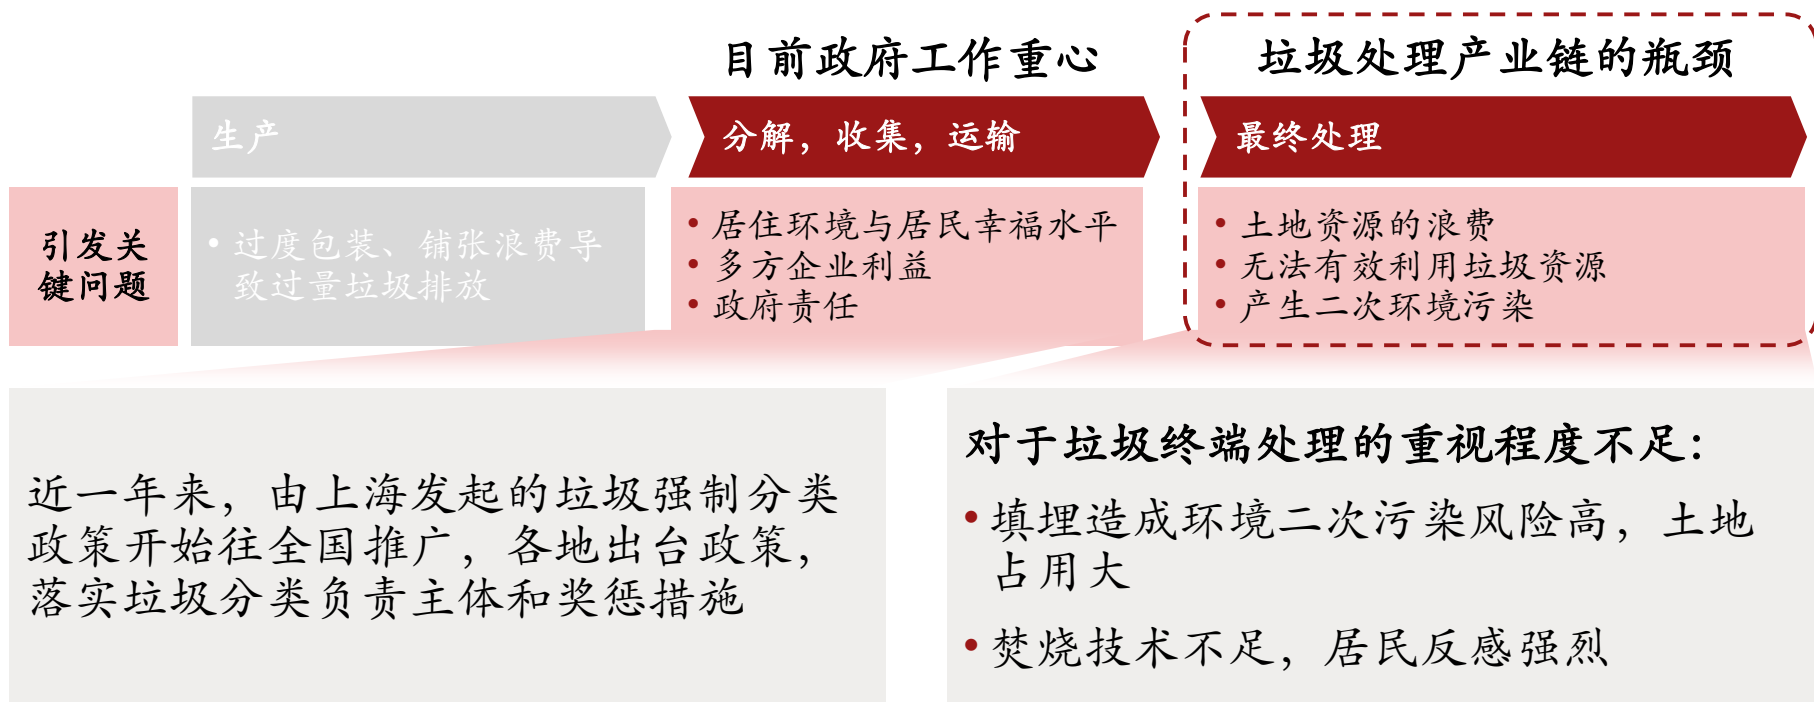 目前政府工作重心
垃圾处理产业链的瓶颈
生产
分解，收集，运输
最终处理
引发关
键问题
• 过度包装、铺张浪费导
致过量垃圾排放
• 居住环境与居民幸福水平
• 多方企业利益
• 政府责任
• 土地资源的浪费
• 无法有效利用垃圾资源
• 产生二次环境污染
近一年来，由上海发起的垃圾强制分类
政策开始往全国推广，各地出台政策，
落实垃圾分类负责主体和奖惩措施
对于垃圾终端处理的重视程度不足：
• 填埋造成环境二次污染风险高，土地
占用大
• 焚烧技术不足，居民反感强烈